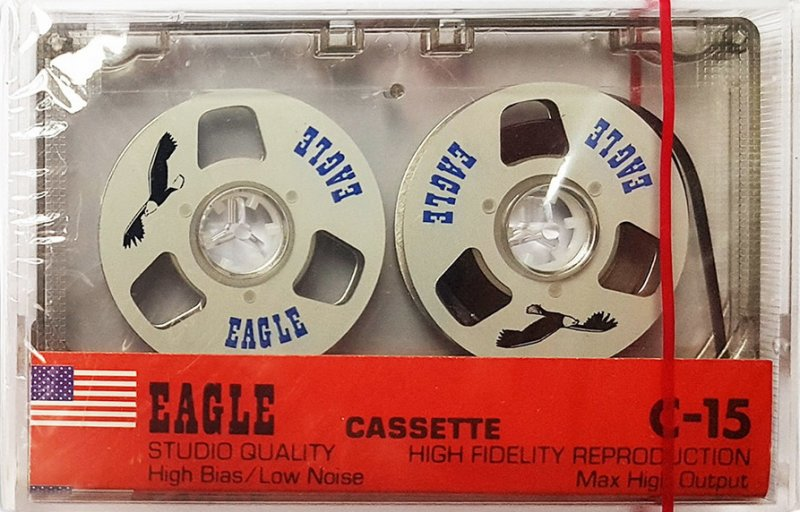 EAGLE
EAGLE
EAGLE
EAGLE
EAGLE CASSETTE C-15
STUDIO QUALITY HIGH FIDELITY REPRODUCTION
High Bias/Low Noise Max High Output